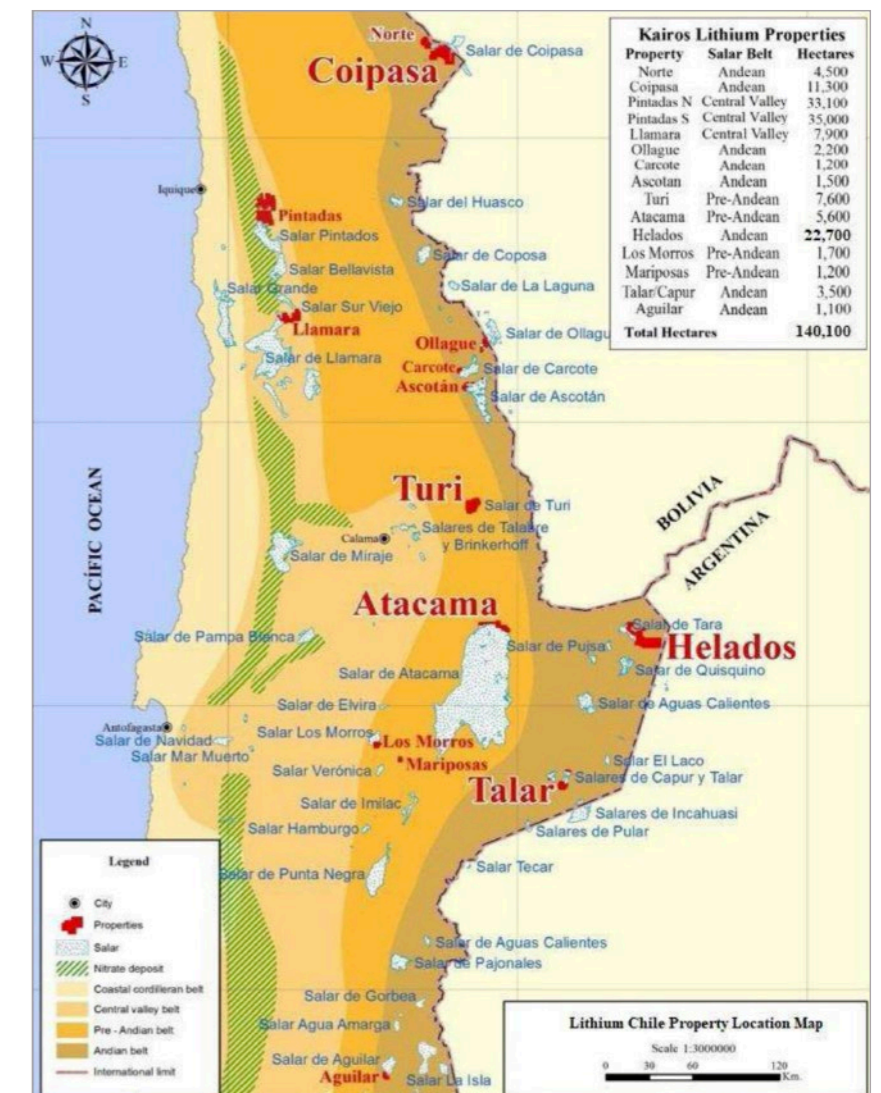 N
W E
S
Kairos Lithium Properties
Property Salar Belt Hectares
Norte Andean 4,500
Coipasa Andean 11,300
Pintadas N Central Valley 33,100
Pintadas S Central Valley 35,000
Llamara Central Valley 7,900
Ollague Andean 2,200
Carcote Andean 1,200
Ascotan Andean 1,500
Turi Pre-Andean 7,600
Atacama Pre-Andean 5,600
Helados Andean 22,700
Los Morros Pre-Andean 1,700
Mariposas Pre-Andean 1,200
Talar/Capur Andean 3,500
Aguilar Andean 1,100
Total Hectares 140,100
Norte
Salar de Coipasa
Coipasa
Iquique
Salar del Huasco
Pintadas
Salar Pintados
Salar de Coposa
Salar Bellavista
Salar Grande
Salar de La Laguna
Salar Sur Viejo
Llamara
Salar de Ollagu
Ollague
Salar de Llamara
Carcote
Salar de Carcote
Ascotán
Salar de Ascotán
Turi
Salar de Turi
BOLIVIA
ARGENTINA
PACÍFIC OCEAN
Salares de Talabre
y Brinkerhoff
Calama
Salar de Miraje
Atacama
Salar de Tara
Helados
Salar de Pampa Blenca
Salar de Pujsa
Salar de Quisquino
Salar de Atacama
Salar de Elvira
Salar de Aguas Calientes
Antofagasta
Salar de Navidad
Salar Los Morros
Los Morros
Salar Mar Muerto
Mariposas
Salar El Laco
Salar Verónica
Talar
Salares de Capur y Talar
Salar de Imilac
Salares de Incahuasi
Salar Hamburgo
Salares de Pular
Salar de Punta Negra
Salar Tecar
Salar de Aguas Calientes
Salar de Pajonales
Salar de Gorbea
Salar Agua Amarga
Salar de Aguilar
Aguilar
Salar La Isla
Legend
City
Properties
Salar
Nitrate deposit
Coastal cordilleran belt
Central valley belt
Pre - Andian belt
Andian belt
International limit
Lithium Chile Property Location Map
Scale 1:3000000
0 30 60 120
Km.